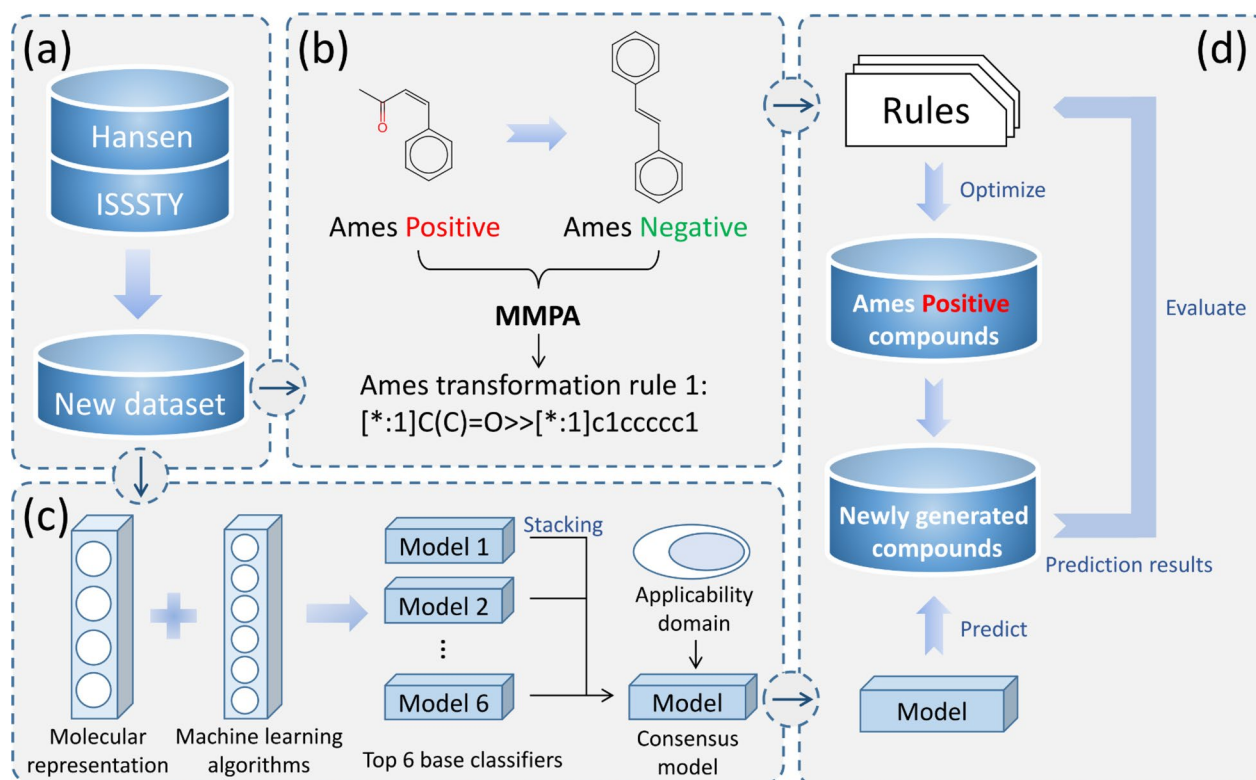 (a)
Hansen
ISSSTY
New dataset
(b)
O
Ames Positive
Ames Negative
MMPA
Ames transformation rule 1:
[*:1]C(C)=O>>[*:1]c1ccccc1
(c)
Molecular
representation
Machine learning
algorithms
Model 1
Model 2
⋮
Model 6
Top 6 base classifiers
Stacking
Applicability
domain
Model
Consensus
model
(d)
Rules
Optimize
Ames Positive
compounds
Evaluate
Newly generated
compounds
Prediction results
Predict
Model